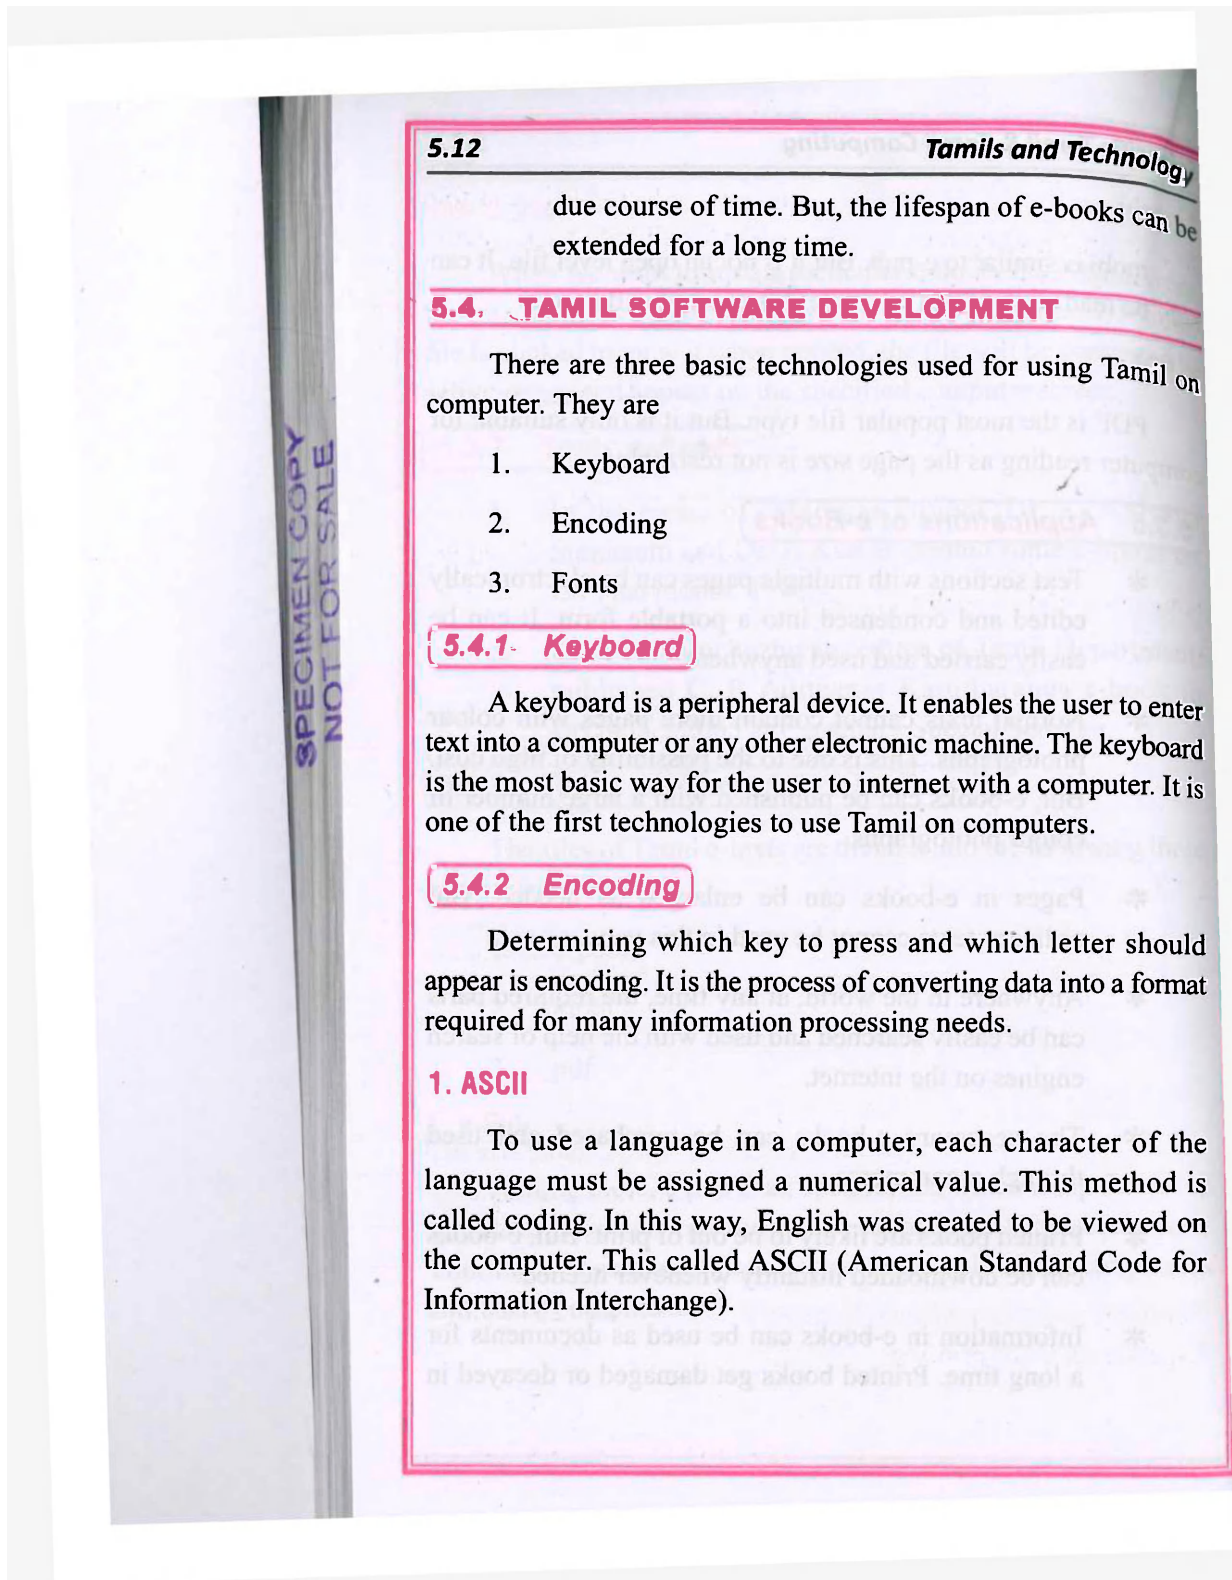 5.12 Tamils and Technology
due course of time. But, the lifespan of e-books can be
extended for a long time.
5.4. TAMIL SOFTWARE DEVELOPMENT
There are three basic technologies used for using Tamil on
computer. They are
1. Keyboard
2. Encoding
3. Fonts
5.4.1 Keyboard
A keyboard is a peripheral device. It enables the user to enter
text into a computer or any other electronic machine. The keyboard
is the most basic way for the user to internet with a computer. It is
one of the first technologies to use Tamil on computers.
5.4.2 Encoding
Determining which key to press and which letter should
appear is encoding. It is the process of converting data into a format
required for many information processing needs.
1. ASCII
To use a language in a computer, each character of the
language must be assigned a numerical value. This method is
called coding. In this way, English was created to be viewed on
the computer. This called ASCII (American Standard Code for
Information Interchange).
SPECIMEN COPY
NOT FOR SALE